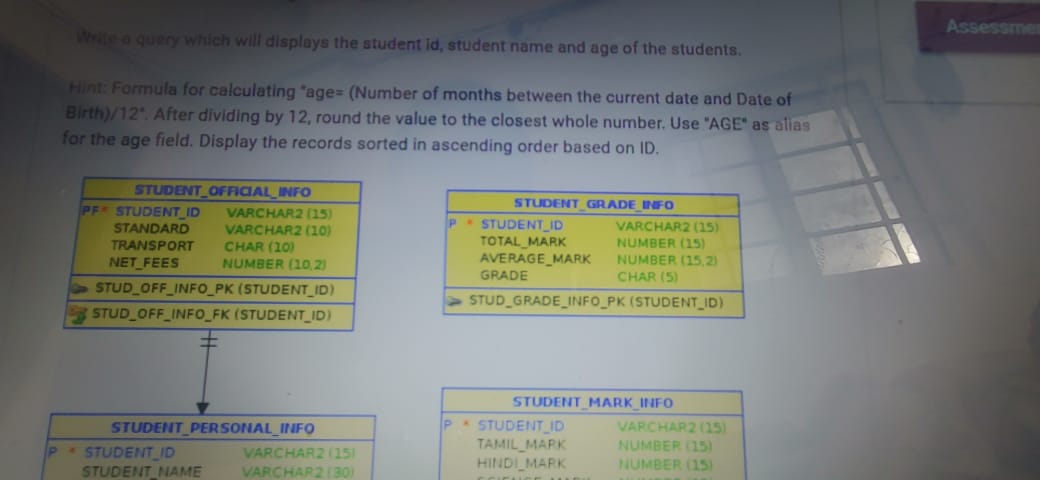 Write a query which will displays the student id, student name and age of the students.
Assessme
Hint: Formula for calculating "age= (Number of months between the current date and Date of
Birth)/12". After dividing by 12, round the value to the closest whole number. Use "AGE" as alias
for the age field. Display the records sorted in ascending order based on ID.
STUDENT_OFFICIAL_INFO
PF* STUDENT_ID VARCHAR2 (15)
STANDARD VARCHAR2 (10)
TRANSPORT CHAR (10)
NET_FEES NUMBER (10,2)
STUD_OFF_INFO_PK (STUDENT_ID)
STUD_OFF_INFO_FK (STUDENT_ID)
STUDENT_GRADE_INFO
P * STUDENT_ID VARCHAR2 (15)
TOTAL_MARK NUMBER (15)
AVERAGE_MARK NUMBER (15,2)
GRADE CHAR (5)
STUD_GRADE_INFO_PK (STUDENT_ID)
STUDENT_PERSONAL_INFO
P * STUDENT_ID VARCHAR2 (15)
STUDENT_NAME VARCHAR2 (30)
STUDENT_MARK_INFO
P * STUDENT_ID VARCHAR2 (15)
TAMIL_MARK NUMBER (15)
HINDI_MARK NUMBER (15)